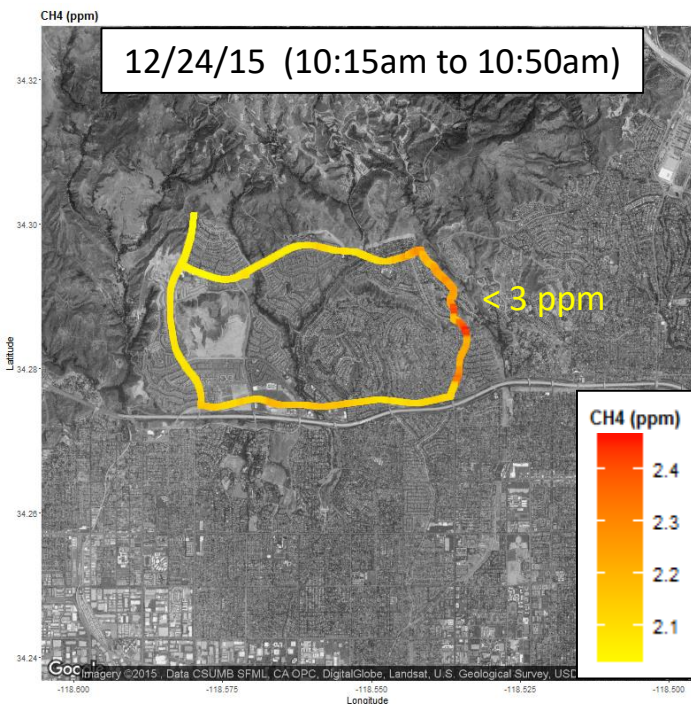 CH4 (ppm)
12/24/15 (10:15am to 10:50am)
34.32
34.30
< 3 ppm
Latitude
34.28
CH4 (ppm)
2.4
2.3
2.2
2.1
34.26
34.24
Imagery ©2015 , Data CSUMB SFML, CA OPC, DigitalGlobe, Landsat, U.S. Geological Survey, USD
-118.600
-118.575
-118.550
-118.525
-118.500
Longitude